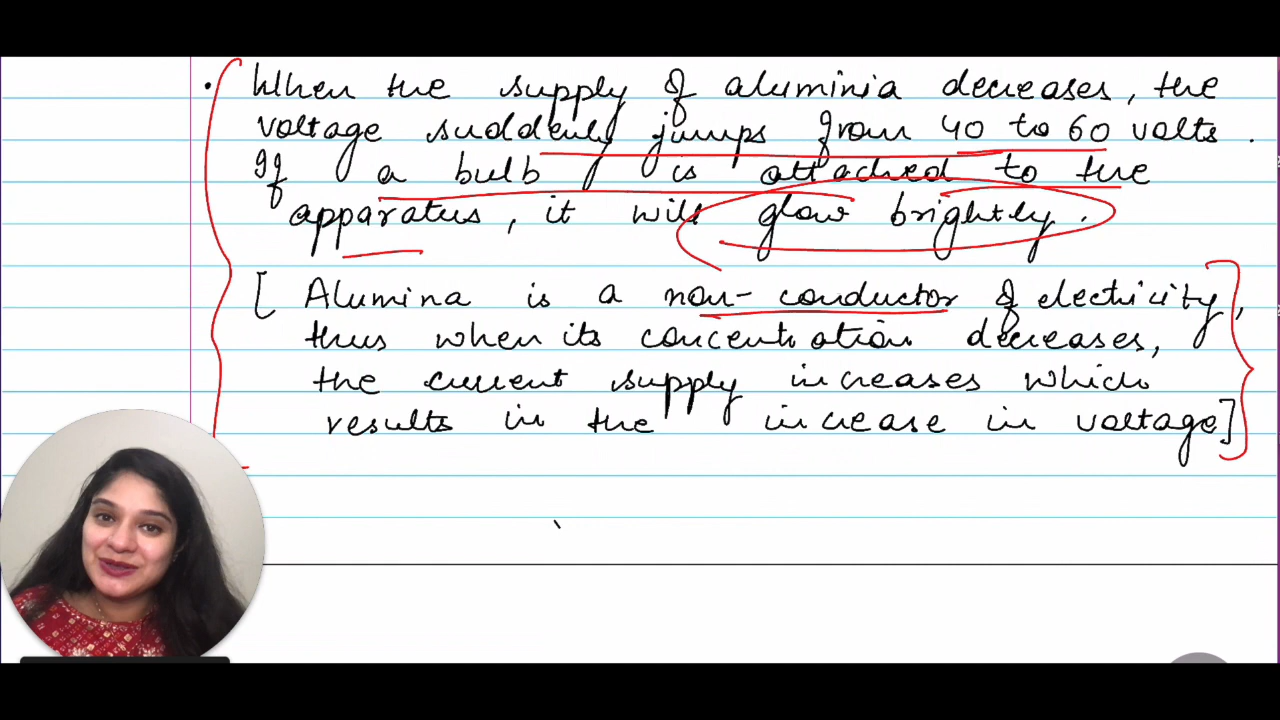 . When the supply of aluminia decreases, the
voltage suddenly jumps from 40 to 60 volts.
If a bulb is attached to the
apparatus, it will glow brightly.
[ Alumina is a non-conductor of electricity,
thus when its concentration decreases,
the current supply increases which
results in the increase in voltage]